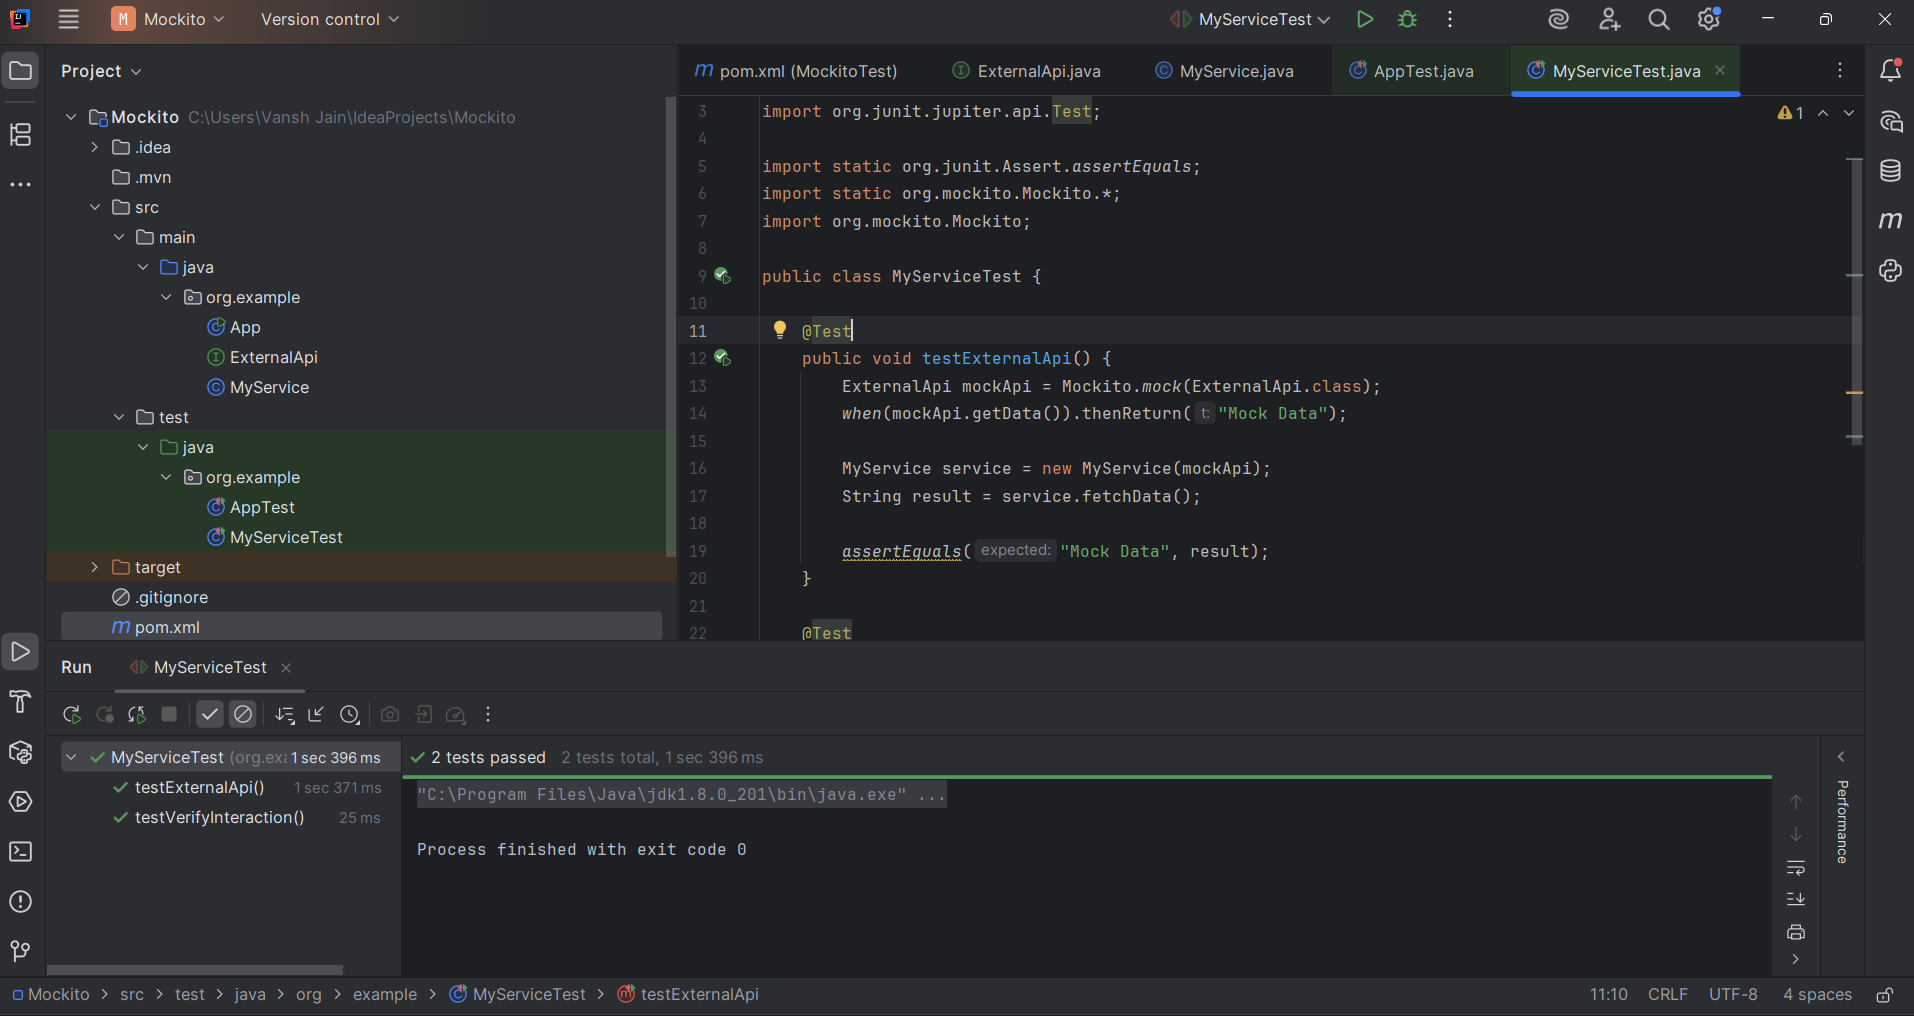 M Mockito Version control MyServiceTest
Project
pom.xml (MockitoTest) ExternalApi.java MyService.java AppTest.java MyServiceTest.java
Mockito C:\Users\Vansh Jain\IdeaProjects\Mockito
.idea
.mvn
src
main
java
org.example
App
ExternalApi
MyService
test
java
org.example
AppTest
MyServiceTest
target
.gitignore
pom.xml
1
3 import org.junit.jupiter.api.Test;
4
5 import static org.junit.Assert.assertEquals;
6 import static org.mockito.Mockito.*;
7 import org.mockito.Mockito;
8
9 public class MyServiceTest {
10
11 @Test
12 public void testExternalApi() {
13 ExternalApi mockApi = Mockito.mock(ExternalApi.class);
14 when(mockApi.getData()).thenReturn( t: "Mock Data");
15
16 MyService service = new MyService(mockApi);
17 String result = service.fetchData();
18
19 assertEquals( expected: "Mock Data", result);
20 }
21
22 @Test
Run MyServiceTest
MyServiceTest (org.exa 1 sec 396 ms
testExternalApi() 1 sec 371 ms
testVerifyInteraction() 25 ms
2 tests passed 2 tests total, 1 sec 396 ms
"C:\Program Files\Java\jdk1.8.0_201\bin\java.exe" ...
Process finished with exit code 0
Performance
Mockito > src > test > java > org > example > MyServiceTest > testExternalApi
11:10 CRLF UTF-8 4 spaces